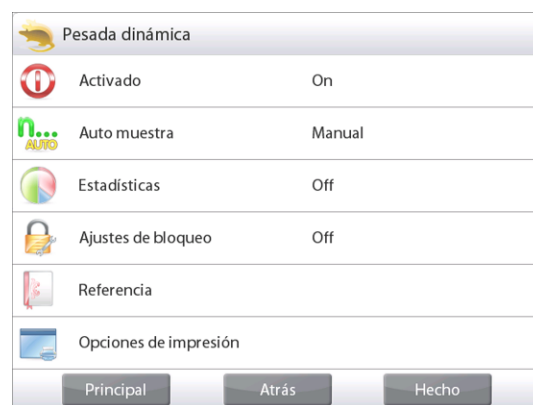 Pesada dinámica
Activado On
n... AUTO Auto muestra Manual
Estadísticas Off
Ajustes de bloqueo Off
Referencia
Opciones de impresión
Principal Atrás Hecho